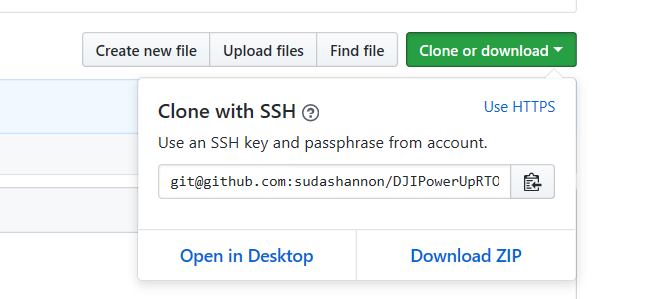 Create new file Upload files Find file Clone or download
Clone with SSH Use HTTPS
Use an SSH key and passphrase from account.
git@github.com:sudashannon/DJIPowerUpRTO
Open in Desktop Download ZIP